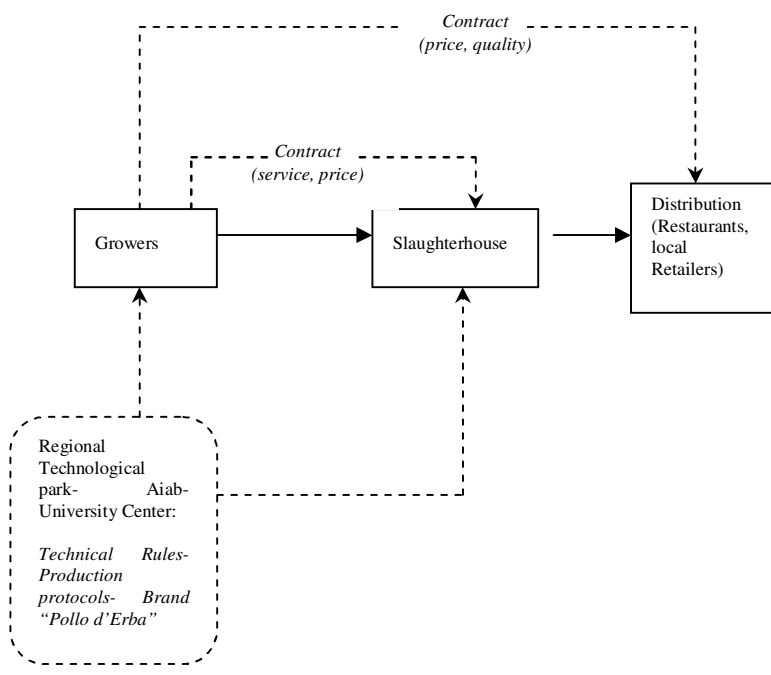 Contract
(price, quality)
Contract
(service, price)
Growers
Slaughterhouse
Distribution
(Restaurants,
local
Retailers)
Regional
Technological
park- Aiab-
University Center:
Technical Rules-
Production
protocols- Brand
“Pollo d’Erba”